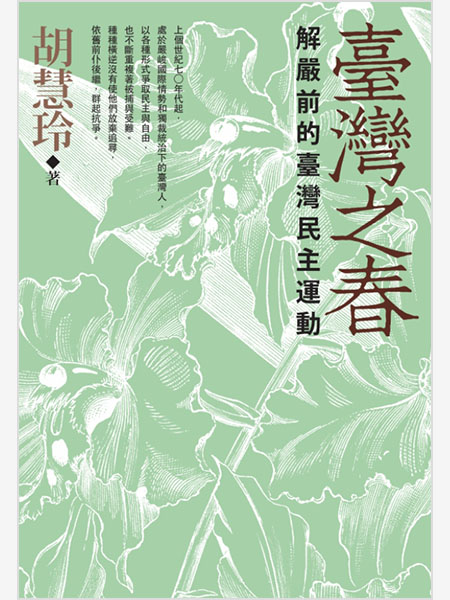 臺灣之春
解嚴前的臺灣民主運動
上個世紀七〇年代起，
處於嚴峻國際情勢和獨裁統治下的臺灣人，
以各種形式爭取民主與自由，
也不斷重複著被捕與受難。
種種橫逆沒有使他們放棄追尋，
依舊前仆後繼，群起抗爭。
胡慧玲◆著